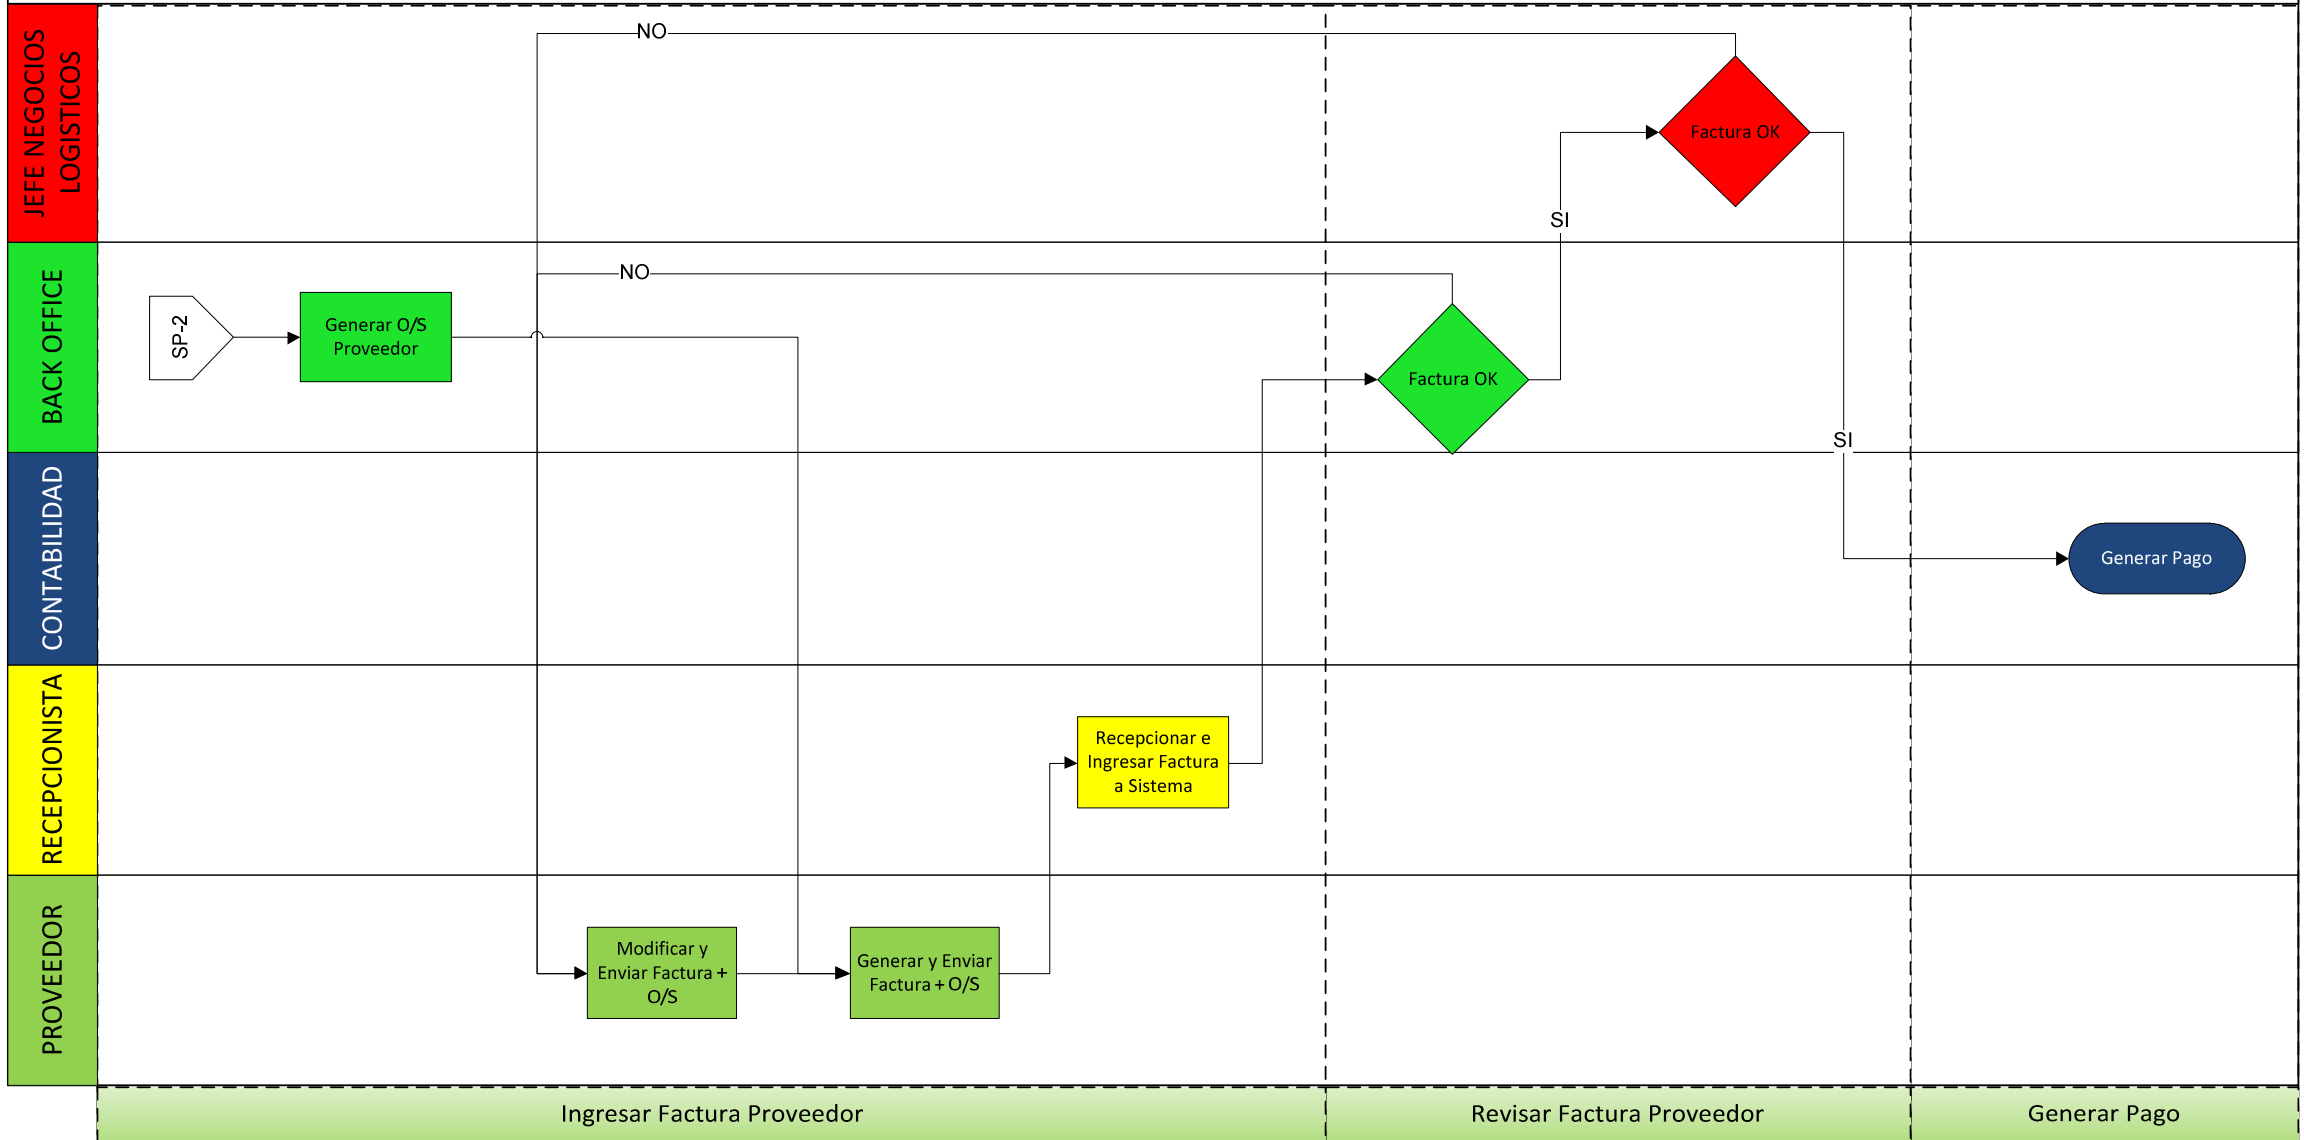 JEFE NEGOCIOS
LOGISTICOS
NO
Factura OK
SI
BACK OFFICE
SP-2
Generar O/S
Proveedor
NO
Factura OK
SI
CONTABILIDAD
Generar Pago
RECEPCIONISTA
Recepcionar e
Ingresar Factura
a Sistema
PROVEEDOR
Modificar y
Enviar Factura +
O/S
Generar y Enviar
Factura + O/S
Ingresar Factura Proveedor
Revisar Factura Proveedor
Generar Pago